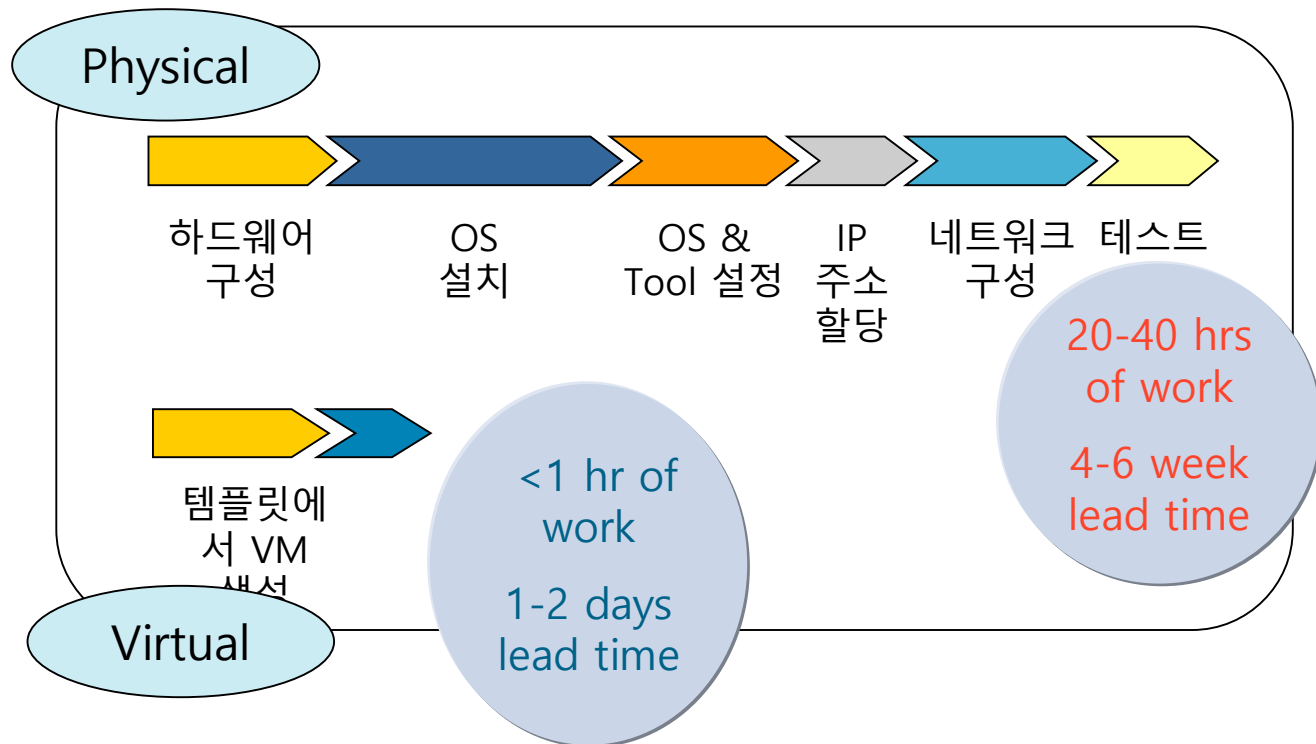 Physical
하드웨어
구성
OS
설치
OS &
Tool 설정
IP
주소
할당
네트워크
구성
테스트
20-40 hrs
of work
4-6 week
lead time
템플릿에
서 VM
생성
<1 hr of
work
1-2 days
lead time
Virtual